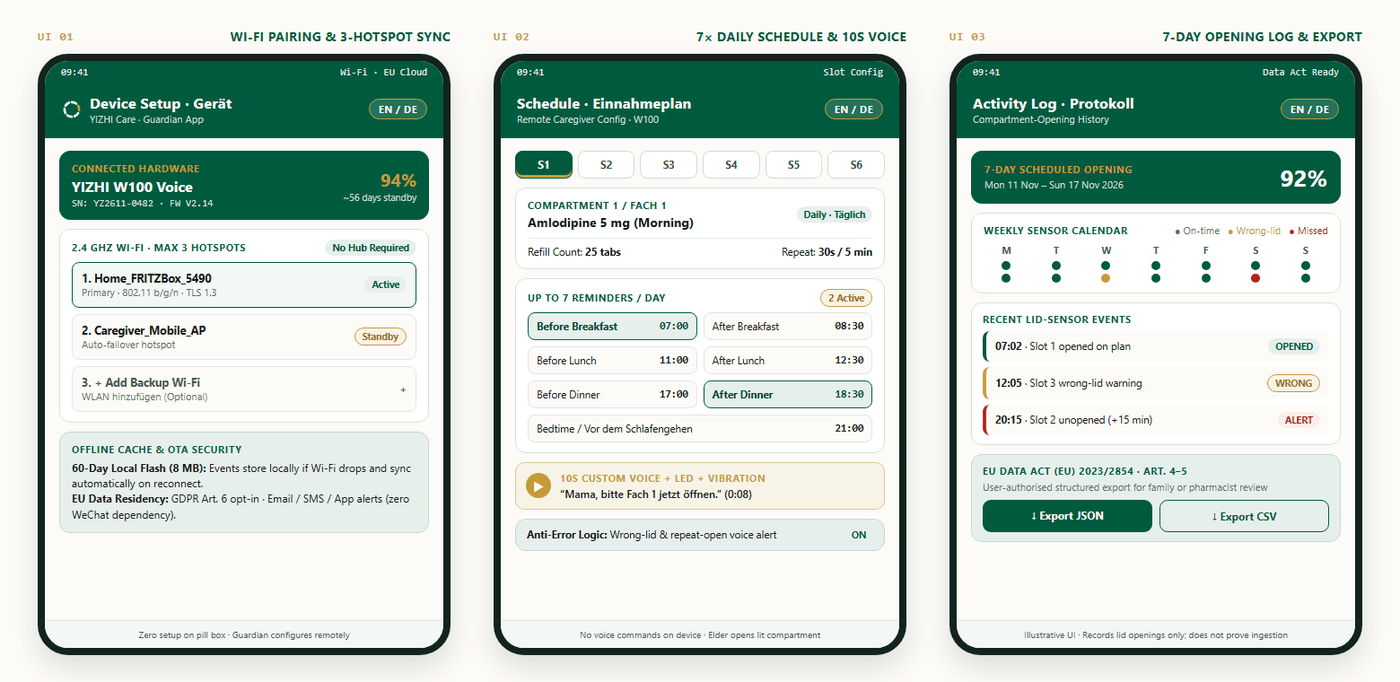 UI 01
WI-FI PAIRING & 3-HOTSPOT SYNC
09:41
Wi-Fi · EU Cloud
Device Setup · Gerät
YIZHI Care · Guardian App
EN / DE
CONNECTED HARDWARE
YIZHI W100 Voice
SN: YZ2611-0482 · FW V2.14
94%
~56 days standby
2.4 GHZ WI-FI · MAX 3 HOTSPOTS
No Hub Required
1. Home_FRITZBox_5490
Primary · 802.11 b/g/n · TLS 1.3
Active
2. Caregiver_Mobile_AP
Auto-failover hotspot
Standby
3. + Add Backup Wi-Fi
WLAN hinzufügen (Optional)
+
OFFLINE CACHE & OTA SECURITY
60-Day Local Flash (8 MB): Events store locally if Wi-Fi drops and sync
automatically on reconnect.
EU Data Residency: GDPR Art. 6 opt-in · Email / SMS / App alerts (zero
WeChat dependency).
Zero setup on pill box · Guardian configures remotely
UI 02
7× DAILY SCHEDULE & 10S VOICE
09:41
Slot Config
Schedule · Einnahmeplan
Remote Caregiver Config · W100
EN / DE
S1
S2
S3
S4
S5
S6
COMPARTMENT 1 / FACH 1
Amlodipine 5 mg (Morning)
Daily · Täglich
Refill Count: 25 tabs
Repeat: 30s / 5 min
UP TO 7 REMINDERS / DAY
2 Active
Before Breakfast 07:00
After Breakfast 08:30
Before Lunch 11:00
After Lunch 12:30
Before Dinner 17:00
After Dinner 18:30
Bedtime / Vor dem Schlafengehen 21:00
10S CUSTOM VOICE + LED + VIBRATION
“Mama, bitte Fach 1 jetzt öffnen.” (0:08)
Anti-Error Logic: Wrong-lid & repeat-open voice alert
ON
No voice commands on device · Elder opens lit compartment
UI 03
7-DAY OPENING LOG & EXPORT
09:41
Data Act Ready
Activity Log · Protokoll
Compartment-Opening History
EN / DE
7-DAY SCHEDULED OPENING
Mon 11 Nov – Sun 17 Nov 2026
92%
WEEKLY SENSOR CALENDAR
● On-time ● Wrong-lid ● Missed
M T W T F S S
RECENT LID-SENSOR EVENTS
07:02 · Slot 1 opened on plan
OPENED
12:05 · Slot 3 wrong-lid warning
WRONG
20:15 · Slot 2 unopened (+15 min)
ALERT
EU DATA ACT (EU) 2023/2854 · ART. 4–5
User-authorised structured export for family or pharmacist review
↓ Export JSON
↓ Export CSV
Illustrative UI · Records lid openings only; does not prove ingestion